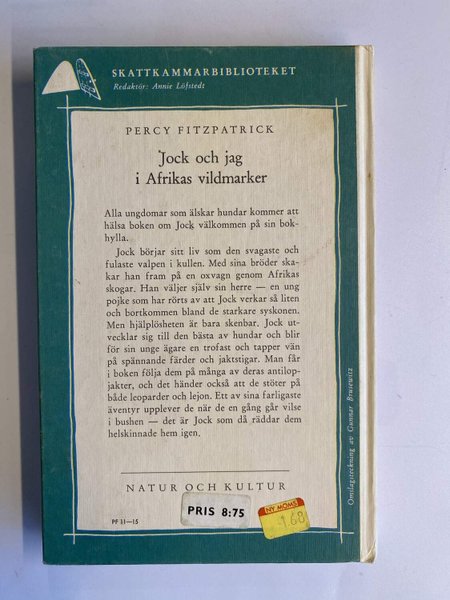 SKATTKAMMARBIBLIOTEKET
Redaktör: Annie Löfstedt
PERCY FITZPATRICK
Jock och jag
i Afrikas vildmarker
Alla ungdomar som älskar hundar kommer att
hälsa boken om Jock välkommen på sin bok-
hylla.
Jock börjar sitt liv som den svagaste och
fulaste valpen i kullen. Med sina bröder ska-
kar han fram på en oxvagn genom Afrikas
skogar. Han väljer själv sin herre — en ung
pojke som har rörts av att Jock verkar så liten
och bortkommen bland de starkare syskonen.
Men hjälplösheten är bara skenbar. Jock ut-
vecklar sig till den bästa av hundar och blir
för sin unge ägare en trofast och tapper vän
på spännande färder och jaktstigar. Man får
i boken följa dem på många av deras antilop-
jakter, och det händer också att de stöter på
både leoparder och lejon. Ett av sina farligaste
äventyr upplever de när de en gång går vilse
i bushen — det är Jock som då räddar dem
helskinnade hem igen.
NATUR OCH KULTUR
PRIS 8:75
NY MOMS
9.68
PF 11—15
Omslagsteckning av Gunnar Brusewitz